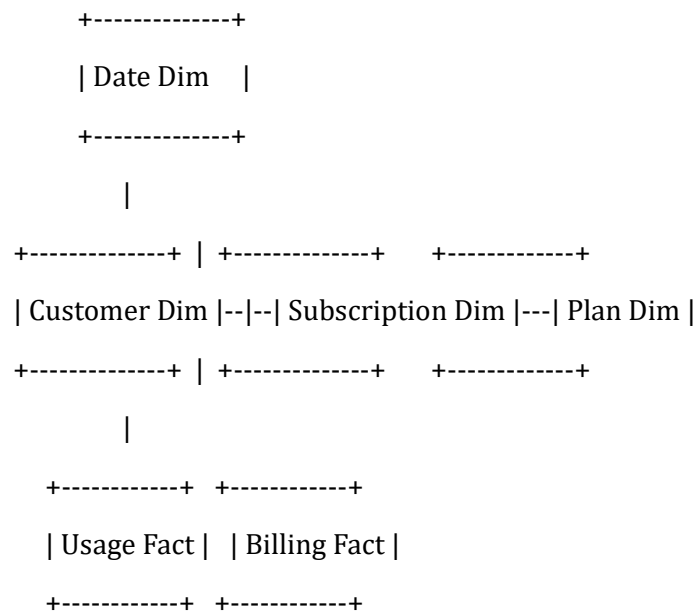 +--------------+
| Date Dim |
+--------------+
|
+--------------+ | +--------------+ +-------------+
| Customer Dim |--|--| Subscription Dim |---| Plan Dim |
+--------------+ | +--------------+ +-------------+
|
+------------+ +------------+
| Usage Fact | | Billing Fact |
+------------+ +------------+